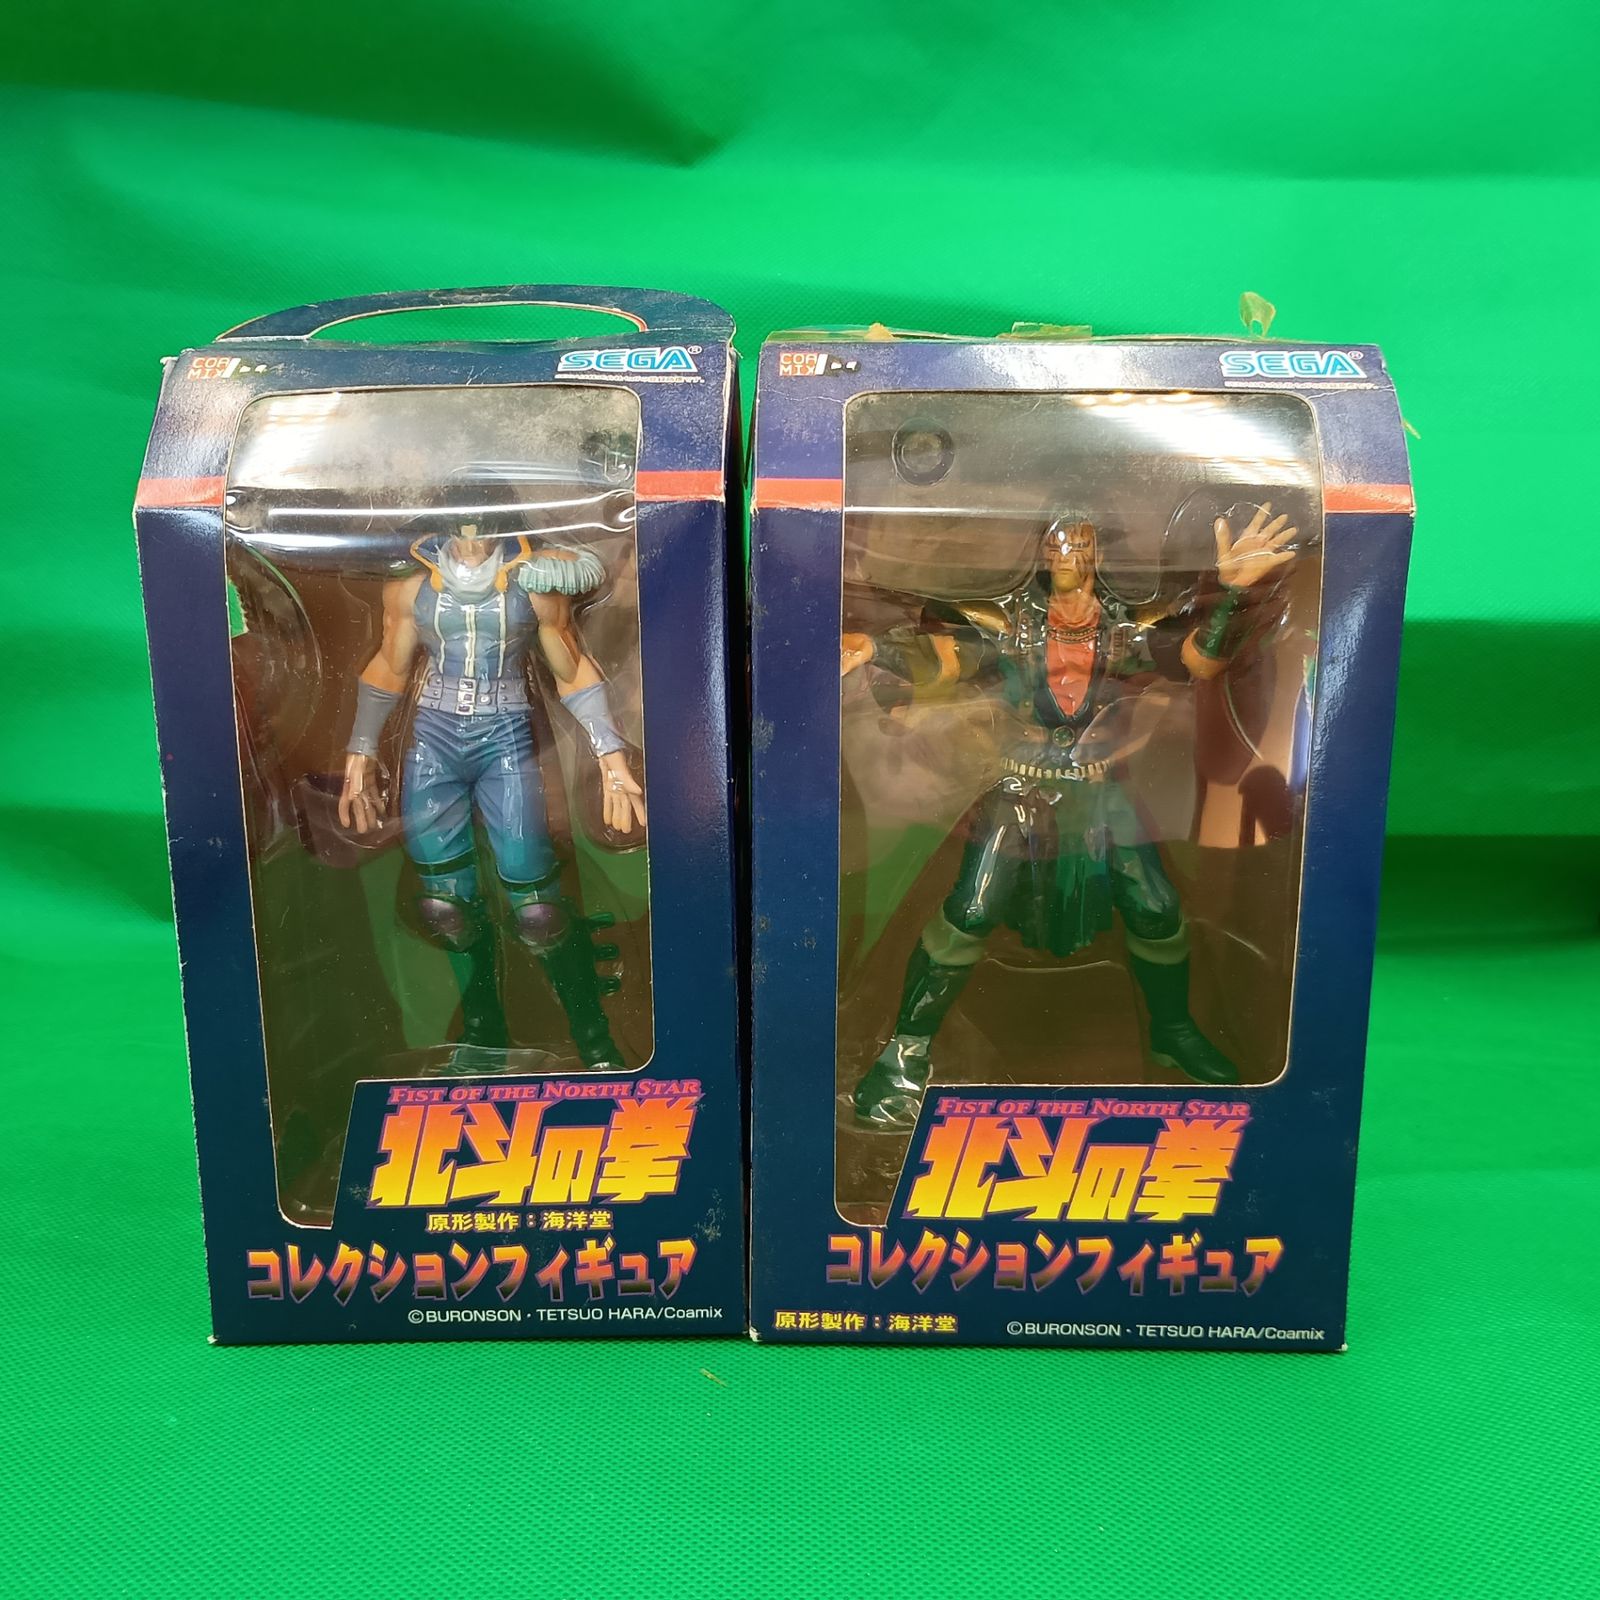 COA
MIX
SEGA®
FIST OF THE NORTH STAR
北斗の拳
原形製作：海洋堂
コレクションフィギュア
©BURONSON・TETSUO HARA/Coamix
COA
MIX
SEGA®
FIST OF THE NORTH STAR
北斗の拳
コレクションフィギュア
原形製作：海洋堂
©BURONSON・TETSUO HARA/Coamix